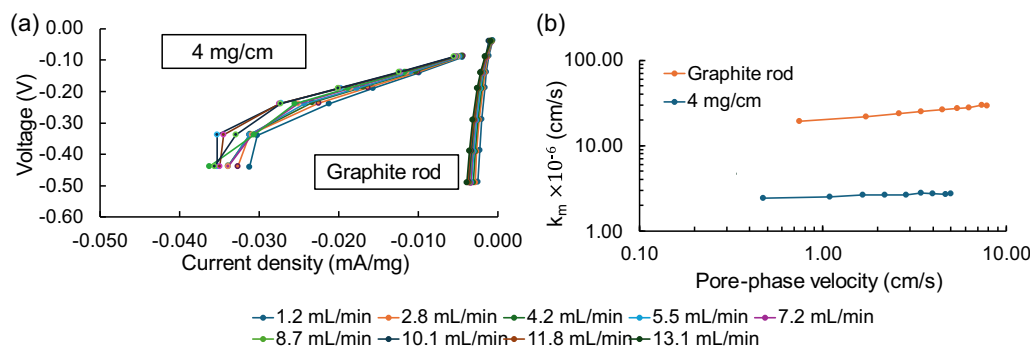 (a)
4 mg/cm
Graphite rod
Voltage (V)
0.00
-0.10
-0.20
-0.30
-0.40
-0.50
-0.60
-0.040 -0.030 -0.020 -0.010 0.000
Current density (mA/mg)
(b)
Graphite rod
4 mg/cm
k_m ×10^-6 (cm/s)
100.00
10.00
1.00
0.10 1.00 10.00
Pore-phase velocity (cm/s)
1.2 mL/min 2.8 mL/min 4.2 mL/min 5.5 mL/min 7.2 mL/min
8.7 mL/min 10.1 mL/min 11.8 mL/min 13.1 mL/min